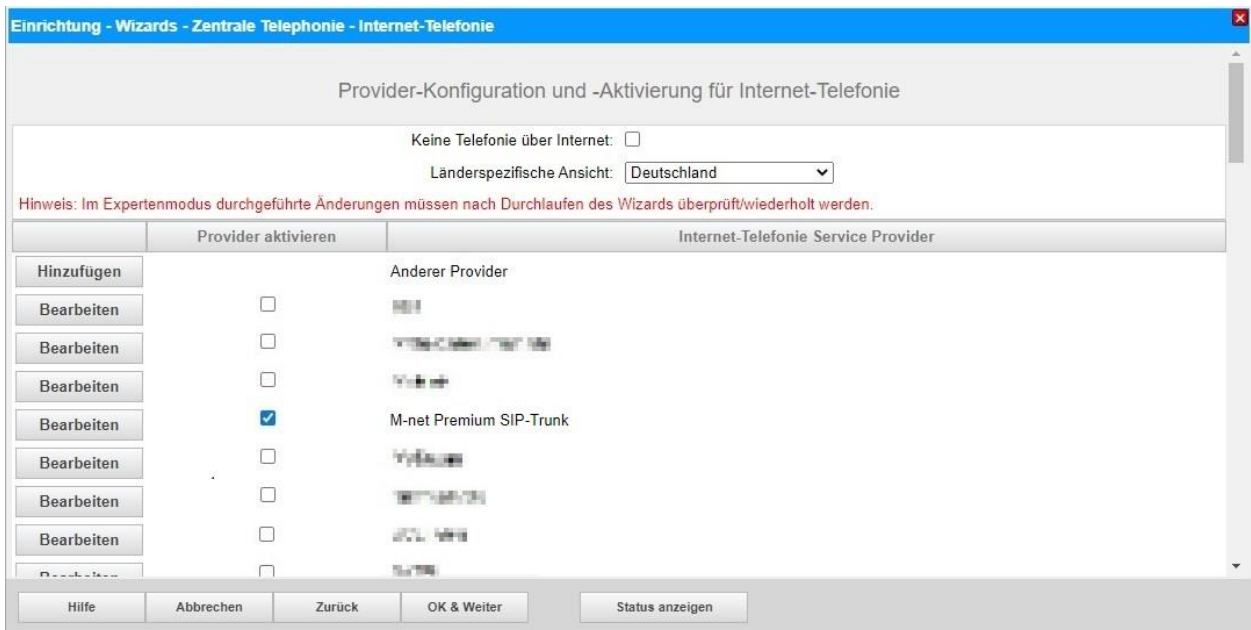 Einrichtung - Wizards - Zentrale Telephonie - Internet-Telefonie
Provider-Konfiguration und -Aktivierung für Internet-Telefonie
Keine Telefonie über Internet:
Länderspezifische Ansicht: Deutschland
Hinweis: Im Expertenmodus durchgeführte Änderungen müssen nach Durchlaufen des Wizards überprüft/wiederholt werden.
Provider aktivieren Internet-Telefonie Service Provider
Hinzufügen Anderer Provider
Bearbeiten
Bearbeiten
Bearbeiten
Bearbeiten M-net Premium SIP-Trunk
Bearbeiten
Bearbeiten
Bearbeiten
Hilfe Abbrechen Zurück OK & Weiter Status anzeigen